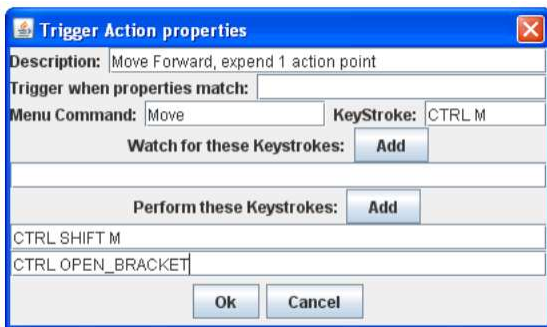 Trigger Action properties
Description: Move Forward, expend 1 action point
Trigger when properties match:
Menu Command: Move KeyStroke: CTRL M
Watch for these Keystrokes: Add
Perform these Keystrokes: Add
CTRL SHIFT M
CTRL OPEN_BRACKET
Ok Cancel